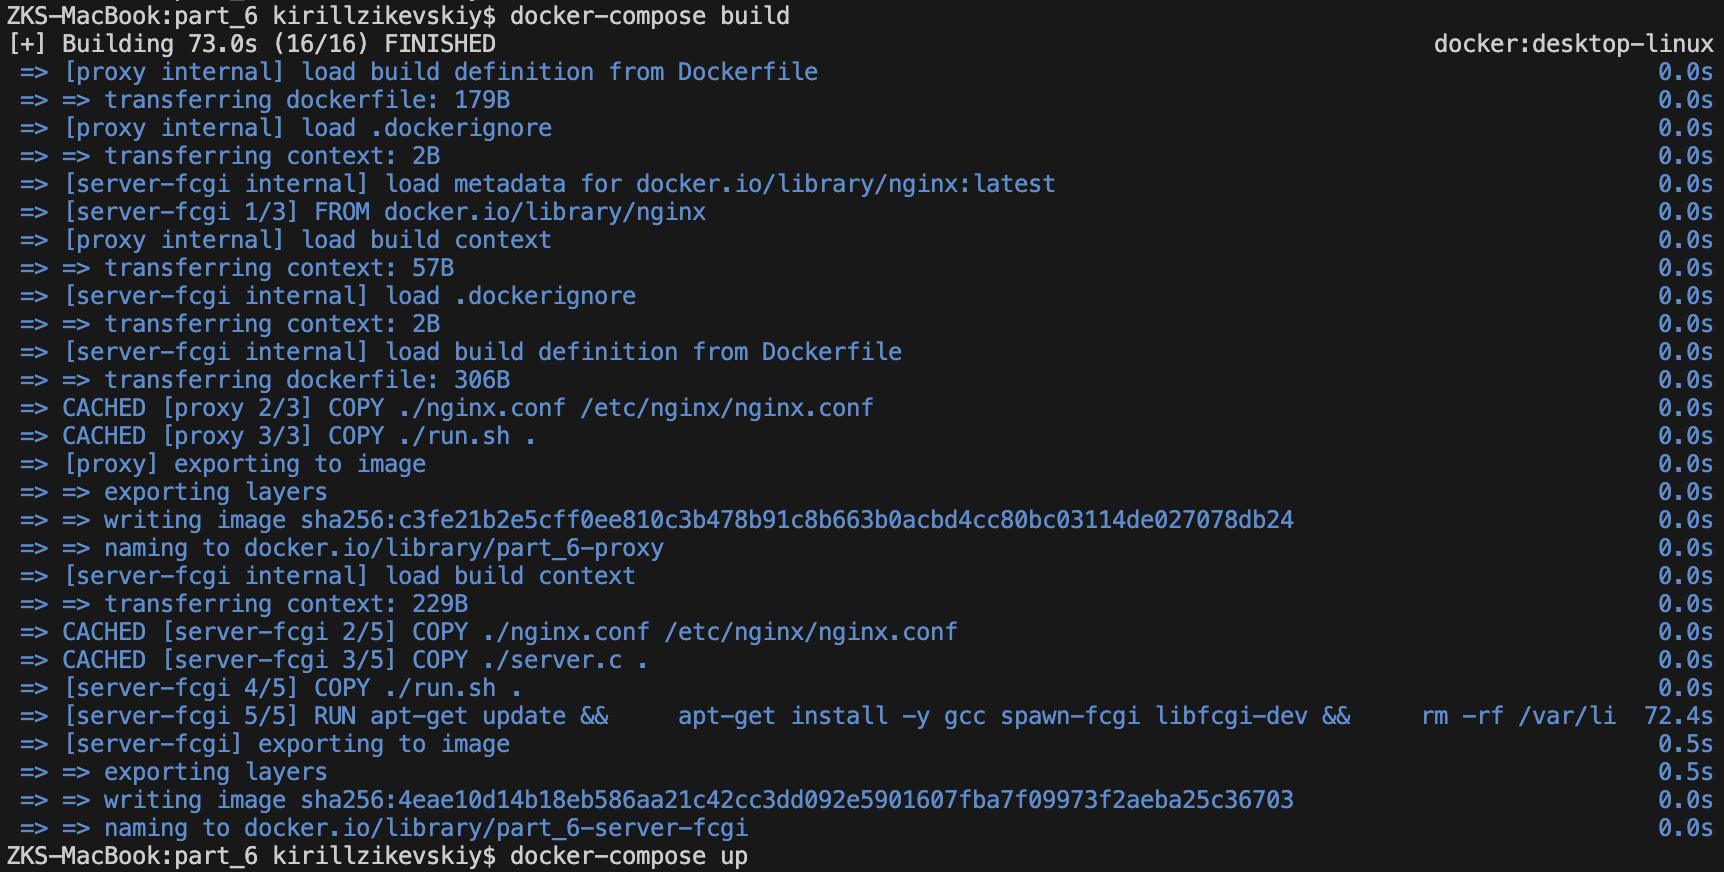 ZKS-MacBook:part_6 kirillzikevskiy$ docker-compose build
[+] Building 73.0s (16/16) FINISHED docker:desktop-linux
=> [proxy internal] load build definition from Dockerfile 0.0s
=> => transferring dockerfile: 179B 0.0s
=> [proxy internal] load .dockerignore 0.0s
=> => transferring context: 2B 0.0s
=> [server-fcgi internal] load metadata for docker.io/library/nginx:latest 0.0s
=> [server-fcgi 1/3] FROM docker.io/library/nginx 0.0s
=> [proxy internal] load build context 0.0s
=> => transferring context: 57B 0.0s
=> [server-fcgi internal] load .dockerignore 0.0s
=> => transferring context: 2B 0.0s
=> [server-fcgi internal] load build definition from Dockerfile 0.0s
=> => transferring dockerfile: 306B 0.0s
=> CACHED [proxy 2/3] COPY ./nginx.conf /etc/nginx/nginx.conf 0.0s
=> CACHED [proxy 3/3] COPY ./run.sh . 0.0s
=> [proxy] exporting to image 0.0s
=> => exporting layers 0.0s
=> => writing image sha256:c3fe21b2e5cff0ee810c3b478b91c8b663b0acbd4cc80bc03114de027078db24 0.0s
=> => naming to docker.io/library/part_6-proxy 0.0s
=> [server-fcgi internal] load build context 0.0s
=> => transferring context: 229B 0.0s
=> CACHED [server-fcgi 2/5] COPY ./nginx.conf /etc/nginx/nginx.conf 0.0s
=> CACHED [server-fcgi 3/5] COPY ./server.c . 0.0s
=> [server-fcgi 4/5] COPY ./run.sh . 0.0s
=> [server-fcgi 5/5] RUN apt-get update &&     apt-get install -y gcc spawn-fcgi libfcgi-dev &&     rm -rf /var/li 72.4s
=> [server-fcgi] exporting to image 0.5s
=> => exporting layers 0.5s
=> => writing image sha256:4eae10d14b18eb586aa21c42cc3dd092e5901607fba7f09973f2aeba25c36703 0.0s
=> => naming to docker.io/library/part_6-server-fcgi 0.0s
ZKS-MacBook:part_6 kirillzikevskiy$ docker-compose up